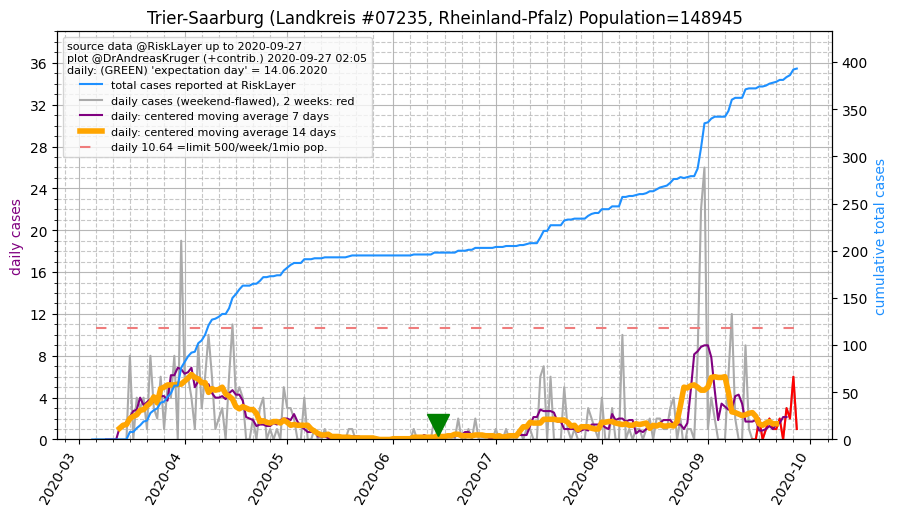 Trier-Saarburg (Landkreis #07235, Rheinland-Pfalz) Population=148945
source data @RiskLayer up to 2020-09-27
plot @DrAndreasKruger (+contrib.) 2020-09-27 02:05
daily: (GREEN) 'expectation day' = 14.06.2020
total cases reported at RiskLayer
daily cases (weekend-flawed), 2 weeks: red
daily: centered moving average 7 days
daily: centered moving average 14 days
daily 10.64 =limit 500/week/1mio pop.
daily cases
36
32
28
24
20
16
12
8
4
0
cumulative total cases
400
350
300
250
200
150
100
50
0
2020-03
2020-04
2020-05
2020-06
2020-07
2020-08
2020-09
2020-10